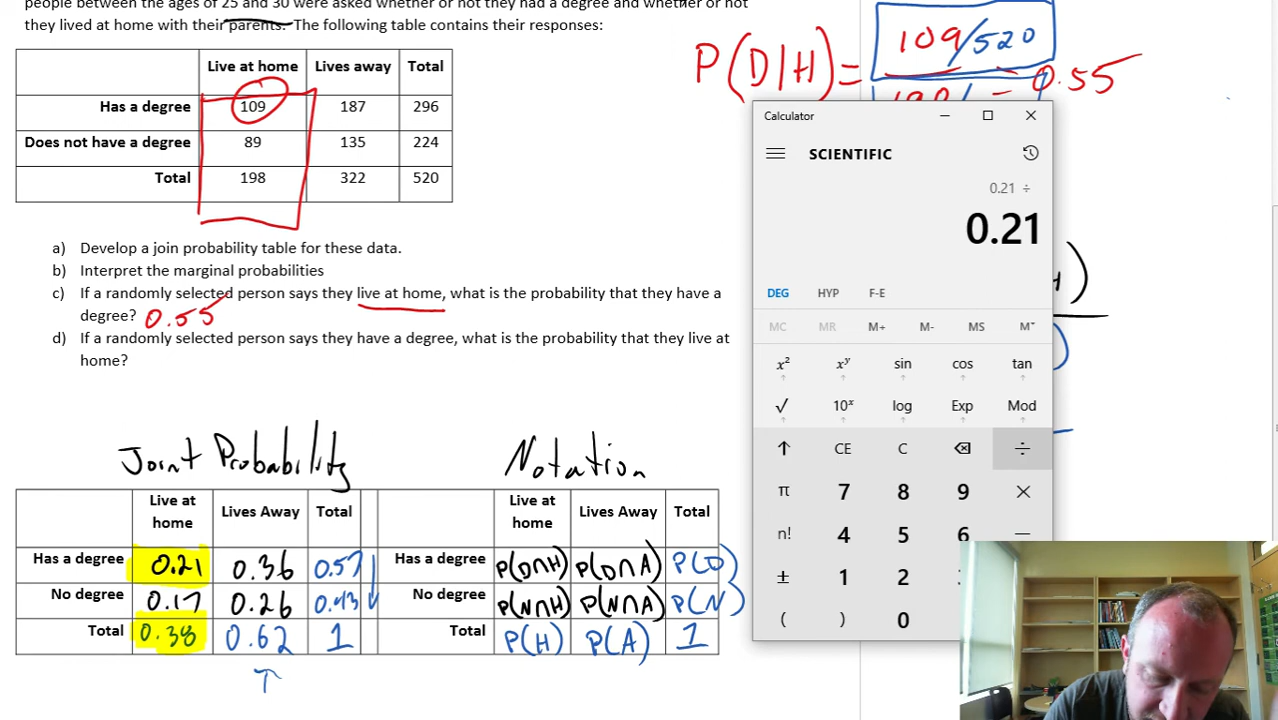 people between the ages of 25 and 30 were asked whether or not they had a degree and whether or not
they lived at home with their parents. The following table contains their responses:
Live at home Lives away Total
Has a degree 109 187 296
Does not have a degree 89 135 224
Total 198 322 520
a) Develop a join probability table for these data.
b) Interpret the marginal probabilities
c) If a randomly selected person says they live at home, what is the probability that they have a
degree? 0.55
d) If a randomly selected person says they have a degree, what is the probability that they live at
home?
P(D|H) = 109/520
= 0.55
Calculator
SCIENTIFIC
0.21 ÷
0.21
DEG HYP F-E
MC MR M+ M- MS M˅
x² xʸ sin cos tan
√ 10ˣ log Exp Mod
↑ CE C ⌫ ÷
π 7 8 9 ×
n! 4 5 6 −
± 1 2
( ) 0
Joint Probability
Live at
home Lives Away Total
Has a degree 0.21 0.36 0.57
No degree 0.17 0.26 0.43
Total 0.38 0.62 1
Notation
Live at
home Lives Away Total
Has a degree P(D∩H) P(D∩A) P(D)
No degree P(N∩H) P(N∩A) P(N)
Total P(H) P(A) 1